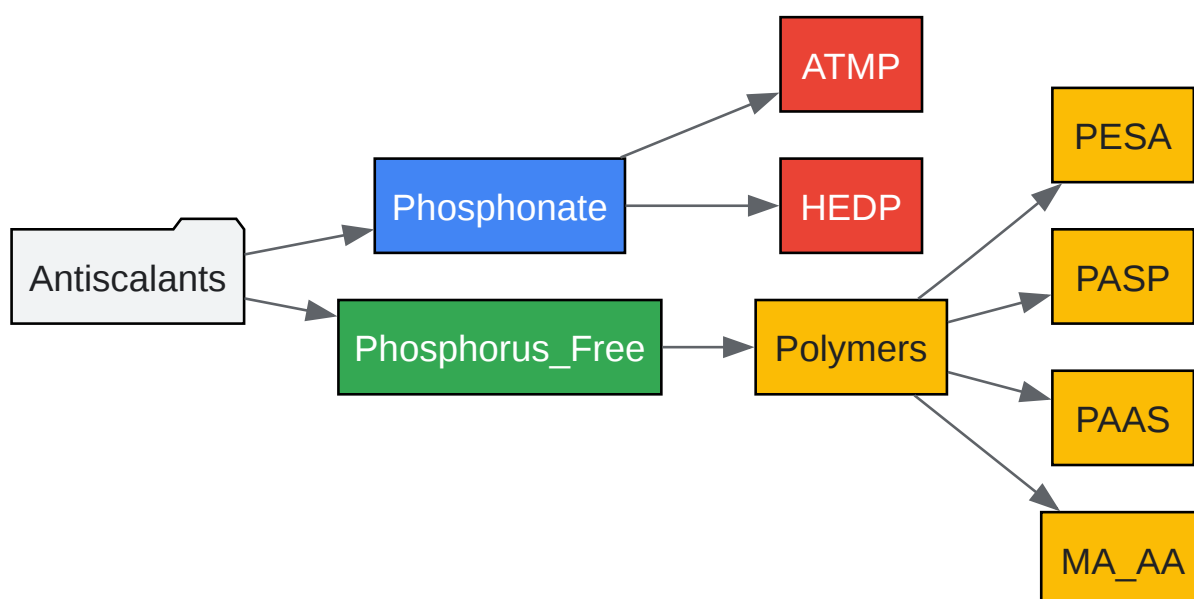 Antiscalants
Phosphonate
Phosphorus_Free
ATMP
HEDP
Polymers
PESA
PASP
PAAS
MA_AA